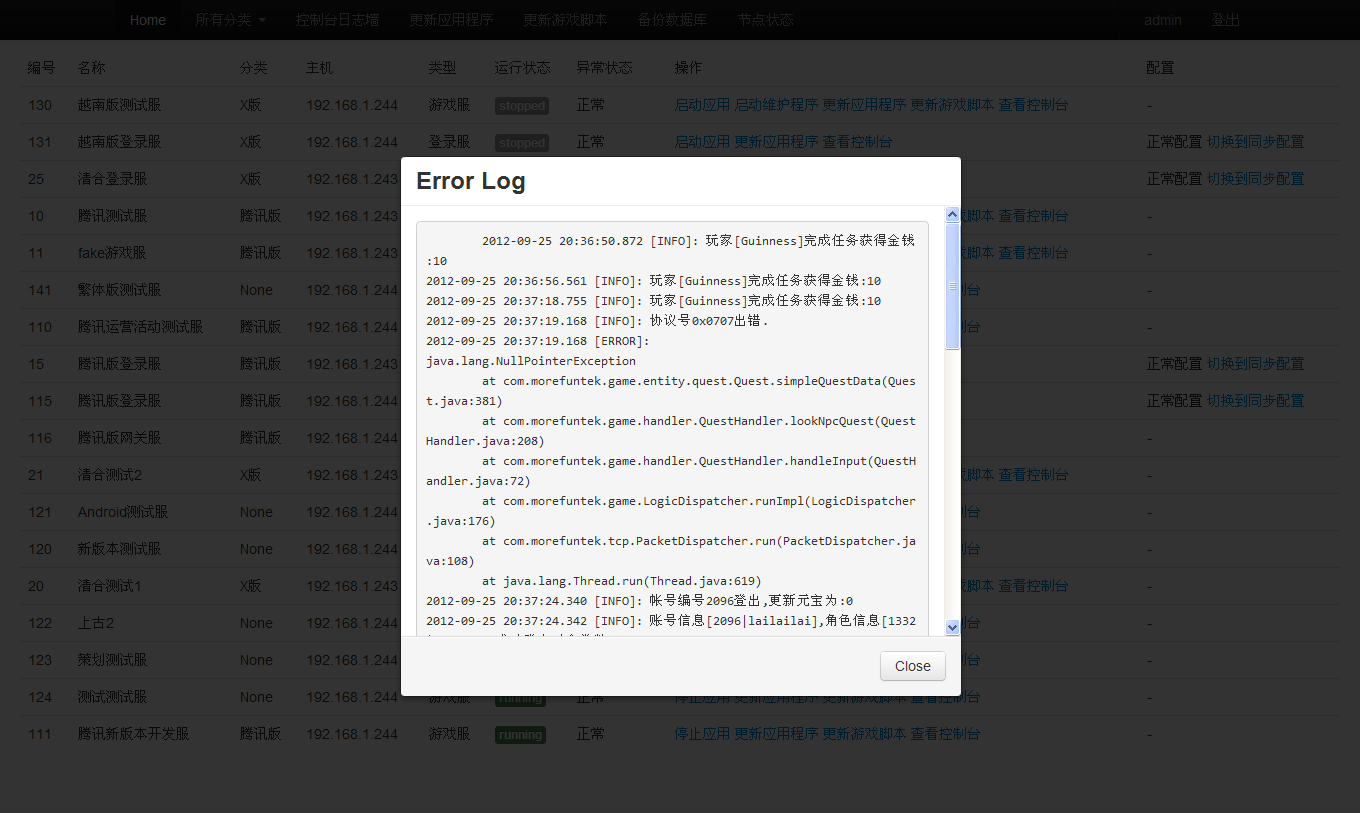 Home 所有分类 控制台日志墙 更新应用程序 更新游戏脚本 备份数据库 节点状态 admin 登出
编号 名称 分类 主机 类型 运行状态 异常状态 操作 配置
130 越南版测试服 X版 192.168.1.244 游戏服 stopped 正常 启动应用 启动维护程序 更新应用程序 更新游戏脚本 查看控制台 -
131 越南版登录服 X版 192.168.1.244 登录服 stopped 正常 启动应用 更新应用程序 查看控制台 正常配置 切换到同步配置
25 清合登录服 X版 192.168.1.243 正常配置 切换到同步配置
10 腾讯测试服 腾讯版 192.168.1.243 戏脚本 查看控制台 -
11 fake游戏服 腾讯版 192.168.1.243 戏脚本 查看控制台 -
141 繁体版测试服 None 192.168.1.244 制台 -
110 腾讯运营活动测试服 腾讯版 192.168.1.244 制台 -
15 腾讯版登录服 腾讯版 192.168.1.243 正常配置 切换到同步配置
115 腾讯版登录服 腾讯版 192.168.1.244 正常配置 切换到同步配置
116 腾讯版网关服 腾讯版 192.168.1.244 -
21 清合测试2 X版 192.168.1.243 戏脚本 查看控制台 -
121 Android测试服 None 192.168.1.244 制台 -
120 新版本测试服 None 192.168.1.244 制台 -
20 清合测试1 X版 192.168.1.243 戏脚本 查看控制台 -
122 上古2 None 192.168.1.244 制台 -
123 策划测试服 None 192.168.1.244 制台 -
124 测试测试服 None 192.168.1.244 游戏服 running 正常 停止应用 更新应用程序 更新游戏脚本 查看控制台 -
111 腾讯新版本开发服 腾讯版 192.168.1.244 游戏服 running 正常 停止应用 更新应用程序 更新游戏脚本 查看控制台 -
Error Log
2012-09-25 20:36:50.872 [INFO]: 玩家[Guinness]完成任务获得金钱
:10
2012-09-25 20:36:56.561 [INFO]: 玩家[Guinness]完成任务获得金钱:10
2012-09-25 20:37:18.755 [INFO]: 玩家[Guinness]完成任务获得金钱:10
2012-09-25 20:37:19.168 [INFO]: 协议号0x0707出错.
2012-09-25 20:37:19.168 [ERROR]:
java.lang.NullPointerException
at com.morefuntek.game.entity.quest.Quest.simpleQuestData(Ques
t.java:381)
at com.morefuntek.game.handler.QuestHandler.lookNpcQuest(Quest
Handler.java:208)
at com.morefuntek.game.handler.QuestHandler.handleInput(QuestH
andler.java:72)
at com.morefuntek.game.LogicDispatcher.runImpl(LogicDispatcher
.java:176)
at com.morefuntek.tcp.PacketDispatcher.run(PacketDispatcher.ja
va:108)
at java.lang.Thread.run(Thread.java:619)
2012-09-25 20:37:24.340 [INFO]: 帐号编号2096登出,更新元宝为:0
2012-09-25 20:37:24.342 [INFO]: 账号信息[2096|lailailai],角色信息[1332
Close